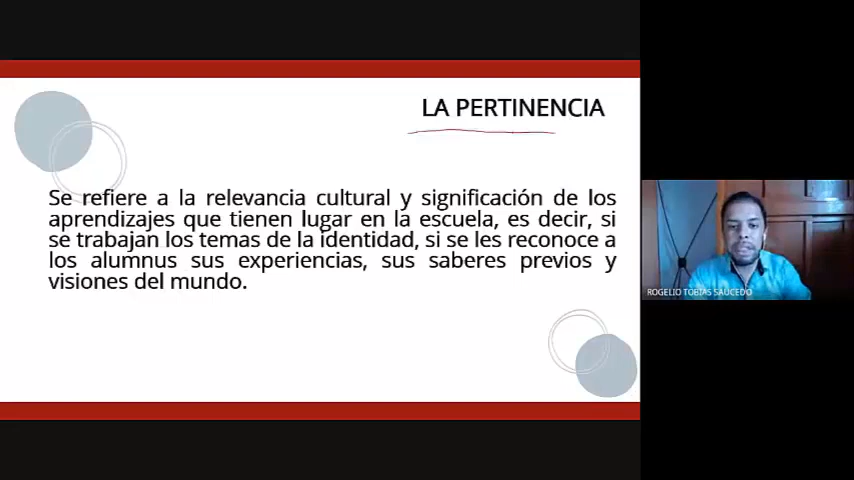 LA PERTINENCIA
Se refiere a la relevancia cultural y significación de los
aprendizajes que tienen lugar en la escuela, es decir, si
se trabajan los temas de la identidad, si se les reconoce a
los alumnus sus experiencias, sus saberes previos y
visiones del mundo.
ROGELIO TOBIAS SAUCEDO